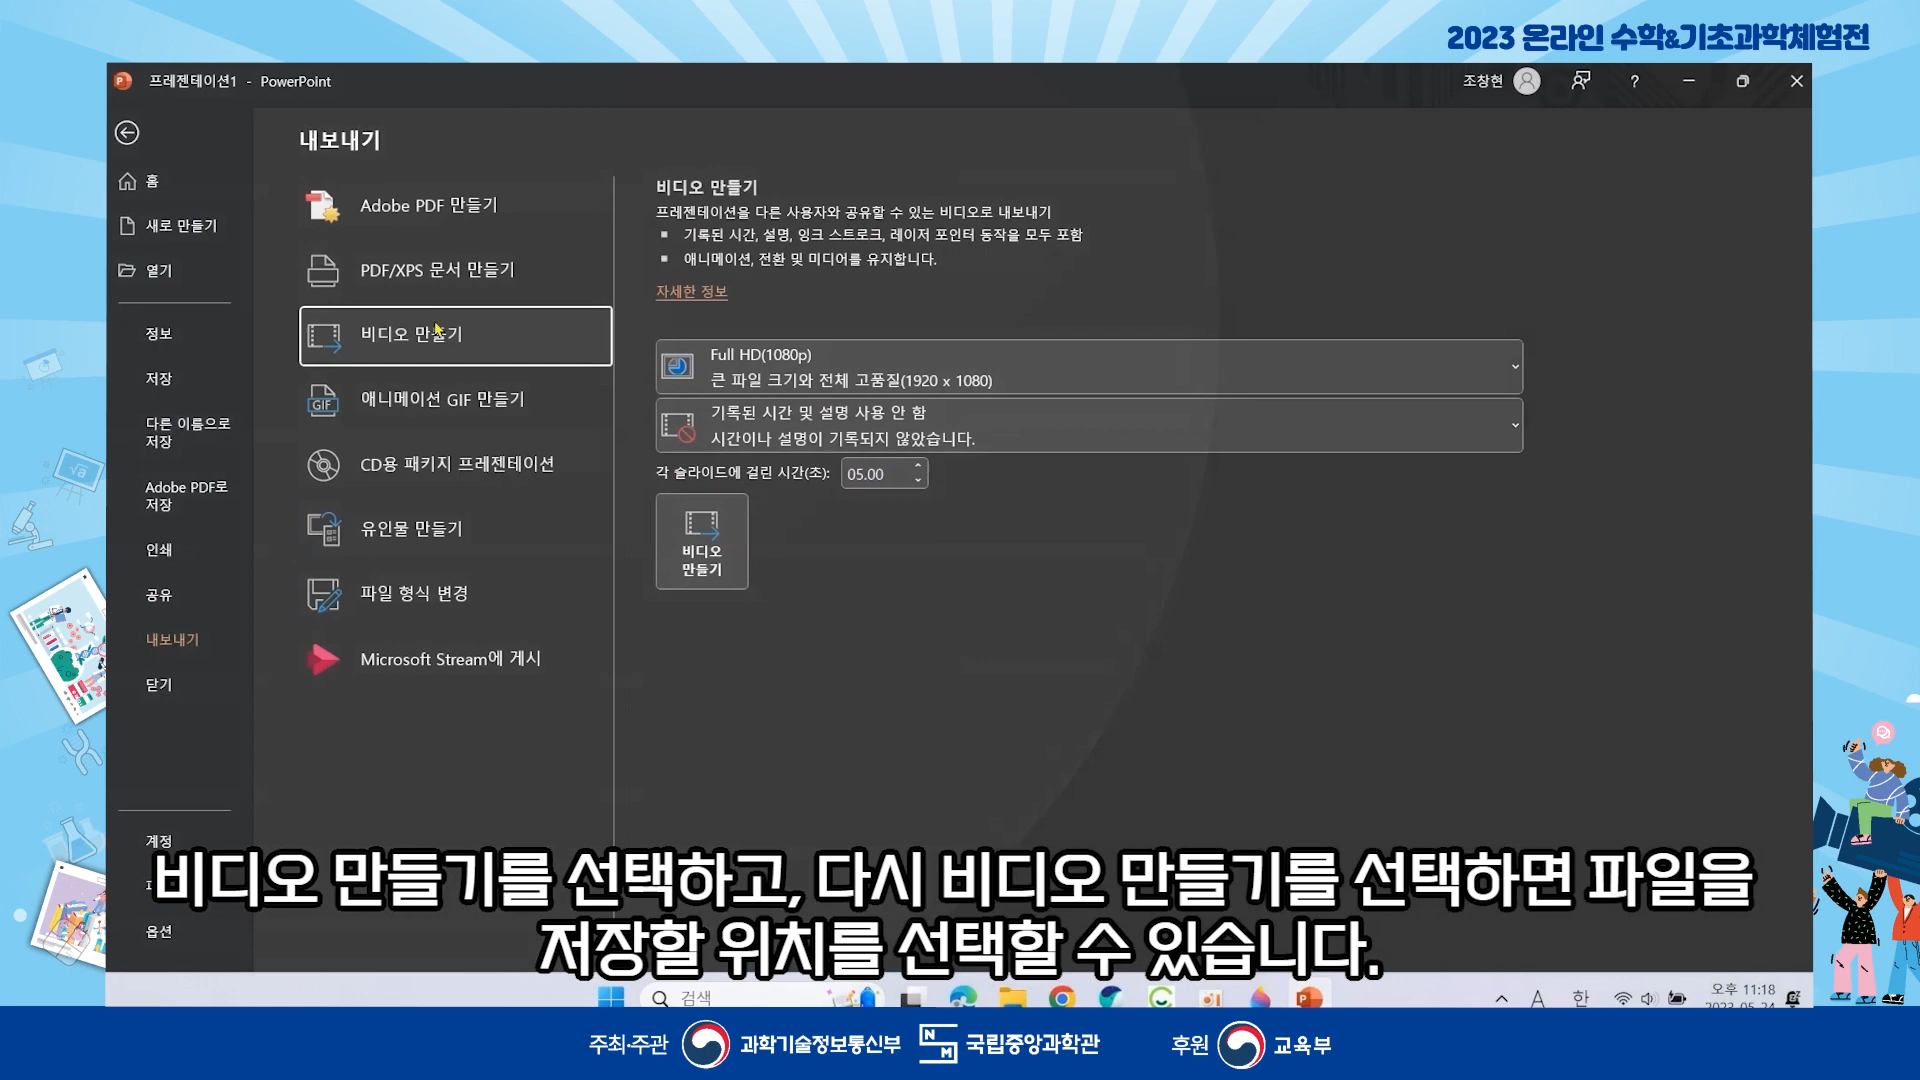 2023 온라인 수학&기초과학체험전
프레젠테이션1 - PowerPoint
조창현
?
내보내기
홈
새로 만들기
열기
정보
저장
다른 이름으로
저장
Adobe PDF로
저장
인쇄
공유
내보내기
닫기
계정
옵션
Adobe PDF 만들기
PDF/XPS 문서 만들기
비디오 만들기
애니메이션 GIF 만들기
CD용 패키지 프레젠테이션
유인물 만들기
파일 형식 변경
Microsoft Stream에 게시
비디오 만들기
프레젠테이션을 다른 사용자와 공유할 수 있는 비디오로 내보내기
기록된 시간, 설명, 잉크 스트로크, 레이저 포인터 동작을 모두 포함
애니메이션, 전환 및 미디어를 유지합니다.
자세한 정보
Full HD(1080p)
큰 파일 크기와 전체 고품질(1920 x 1080)
기록된 시간 및 설명 사용 안 함
시간이나 설명이 기록되지 않았습니다.
각 슬라이드에 걸린 시간(초): 05.00
비디오
만들기
비디오 만들기를 선택하고, 다시 비디오 만들기를 선택하면 파일을
저장할 위치를 선택할 수 있습니다.
검색
A 한
오후 11:18
2023-05-24
주최·주관 과학기술정보통신부 NSM 국립중앙과학관 후원 교육부